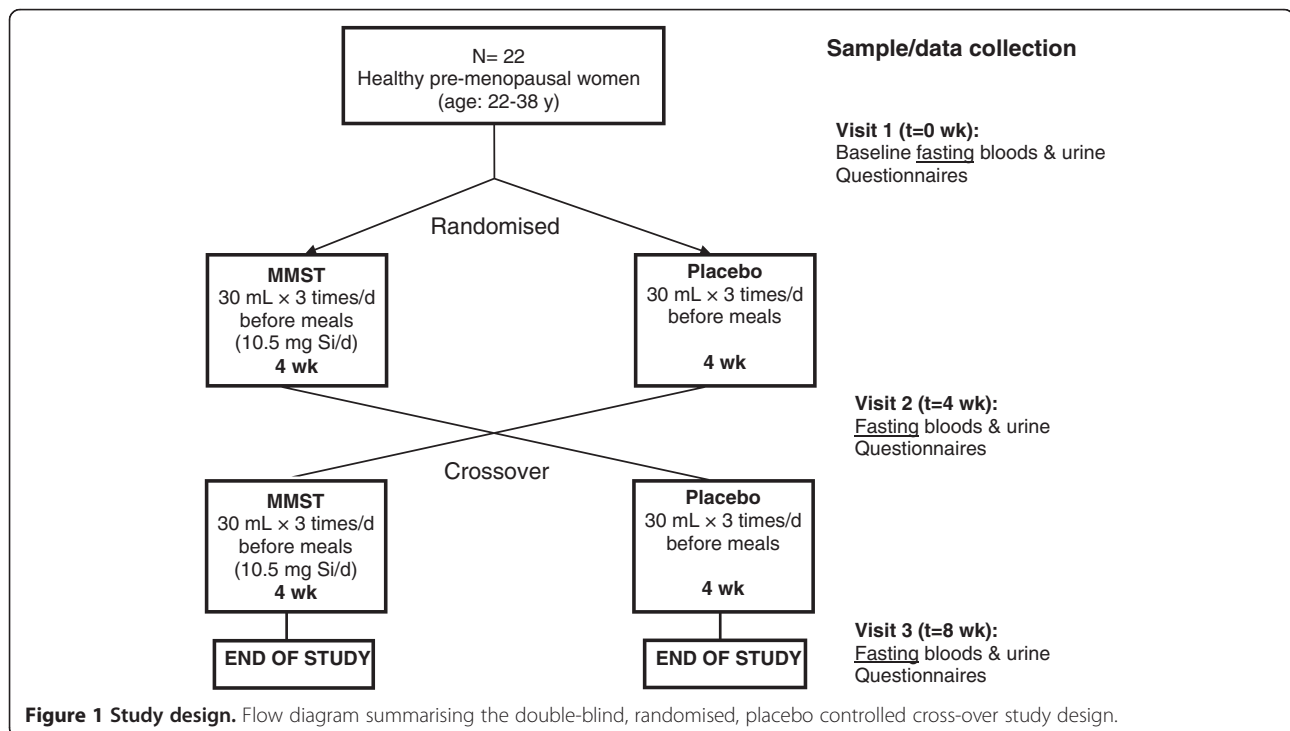 N= 22
Healthy pre-menopausal women
(age: 22-38 y)
Sample/data collection
Visit 1 (t=0 wk):
Baseline fasting bloods & urine
Questionnaires
Randomised
MMST
30 mL × 3 times/d
before meals
(10.5 mg Si/d)
4 wk
Placebo
30 mL × 3 times/d
before meals
4 wk
Visit 2 (t=4 wk):
Fasting bloods & urine
Questionnaires
Crossover
MMST
30 mL × 3 times/d
before meals
(10.5 mg Si/d)
4 wk
Placebo
30 mL × 3 times/d
before meals
4 wk
Visit 3 (t=8 wk):
Fasting bloods & urine
Questionnaires
END OF STUDY
END OF STUDY
Figure 1 Study design. Flow diagram summarising the double-blind, randomised, placebo controlled cross-over study design.